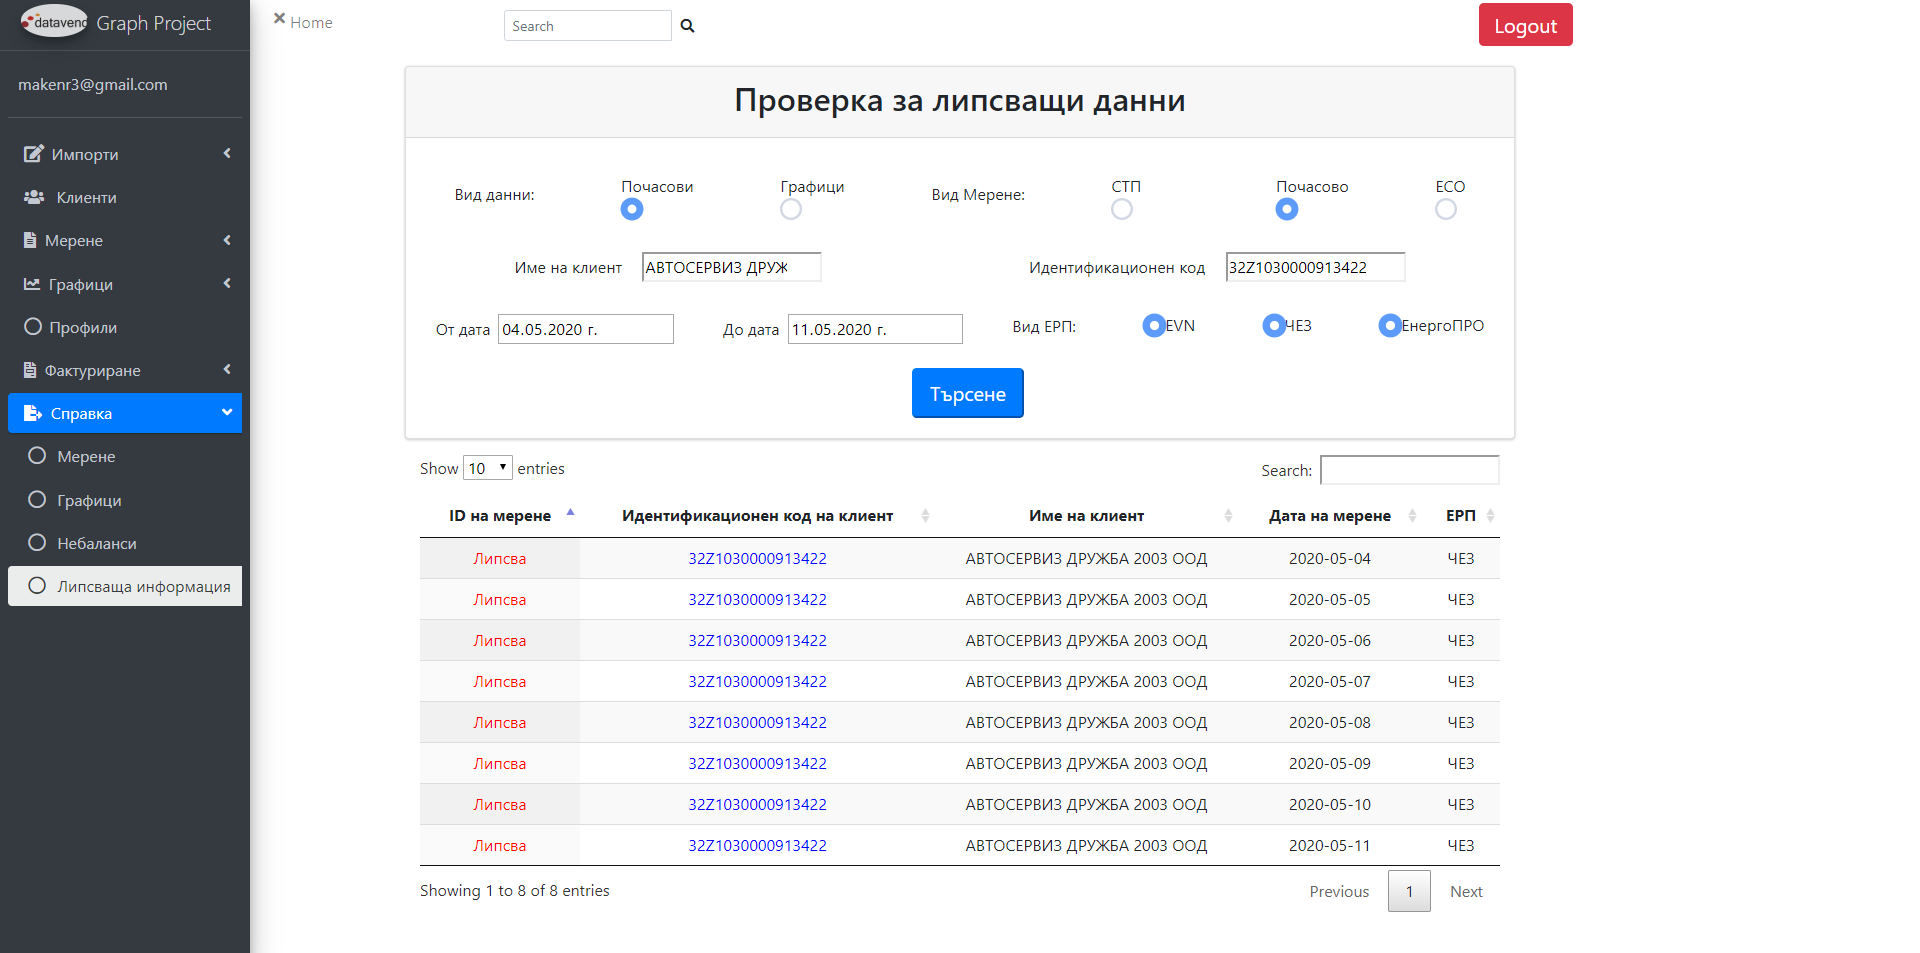 datavend Graph Project
makenr3@gmail.com
Импорти
Клиенти
Мерене
Графици
Профили
Фактуриране
Справка
Мерене
Графици
Небаланси
Липсваща информация
Home
Search
Logout
Проверка за липсващи данни
Вид данни: Почасови Графици Вид Мерене: СТП Почасово ЕСО
Име на клиент АВТОСЕРВИЗ ДРУЖ Идентификационен код 32Z1030000913422
От дата 04.05.2020 г. До дата 11.05.2020 г. Вид ЕРП: EVN ЧЕЗ ЕнергоПРО
Търсене
Show 10 entries Search:
ID на мерене Идентификационен код на клиент Име на клиент Дата на мерене ЕРП
Липсва 32Z1030000913422 АВТОСЕРВИЗ ДРУЖБА 2003 ООД 2020-05-04 ЧЕЗ
Липсва 32Z1030000913422 АВТОСЕРВИЗ ДРУЖБА 2003 ООД 2020-05-05 ЧЕЗ
Липсва 32Z1030000913422 АВТОСЕРВИЗ ДРУЖБА 2003 ООД 2020-05-06 ЧЕЗ
Липсва 32Z1030000913422 АВТОСЕРВИЗ ДРУЖБА 2003 ООД 2020-05-07 ЧЕЗ
Липсва 32Z1030000913422 АВТОСЕРВИЗ ДРУЖБА 2003 ООД 2020-05-08 ЧЕЗ
Липсва 32Z1030000913422 АВТОСЕРВИЗ ДРУЖБА 2003 ООД 2020-05-09 ЧЕЗ
Липсва 32Z1030000913422 АВТОСЕРВИЗ ДРУЖБА 2003 ООД 2020-05-10 ЧЕЗ
Липсва 32Z1030000913422 АВТОСЕРВИЗ ДРУЖБА 2003 ООД 2020-05-11 ЧЕЗ
Showing 1 to 8 of 8 entries Previous 1 Next